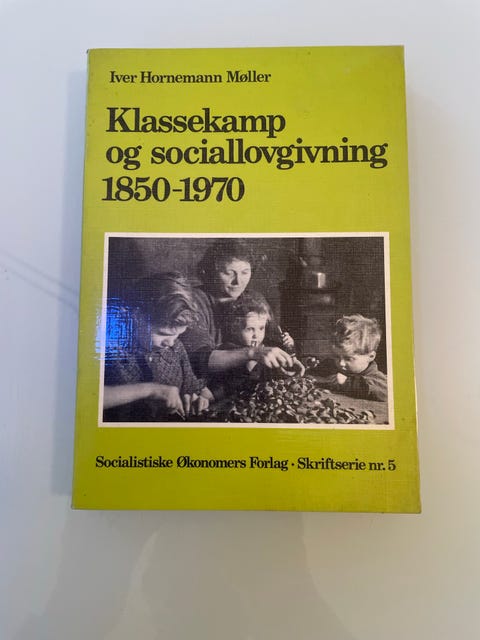 Iver Hornemann Møller
Klassekamp
og sociallovgivning
1850-1970
Socialistiske Økonomers Forlag · Skriftserie nr. 5